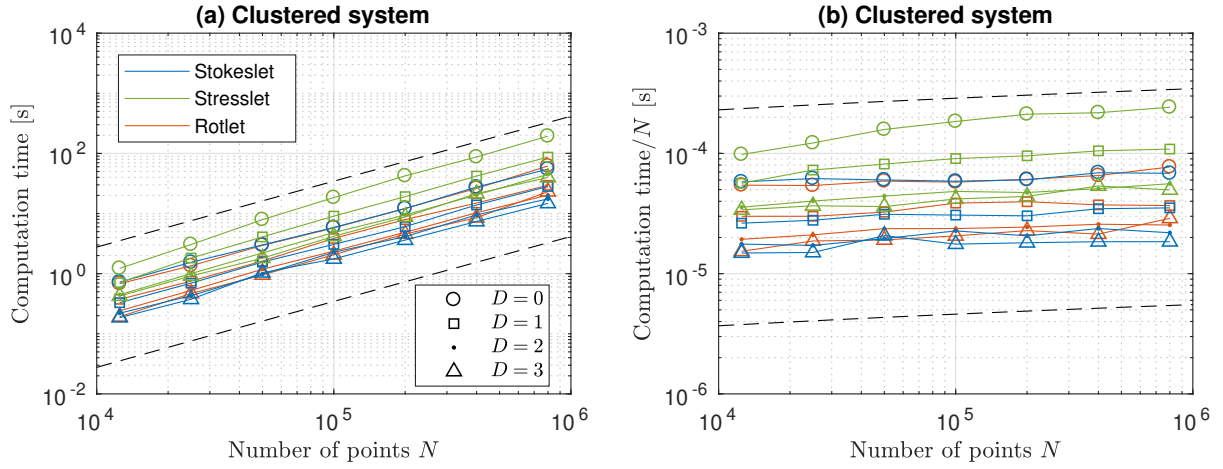 (a) Clustered system
Computation time [s]
10^4
10^2
10^0
10^-2
10^4
10^5
10^6
Number of points N
Stokeslet
Stresslet
Rotlet
D = 0
D = 1
D = 2
D = 3
(b) Clustered system
Computation time/N [s]
10^-3
10^-4
10^-5
10^-6
10^4
10^5
10^6
Number of points N